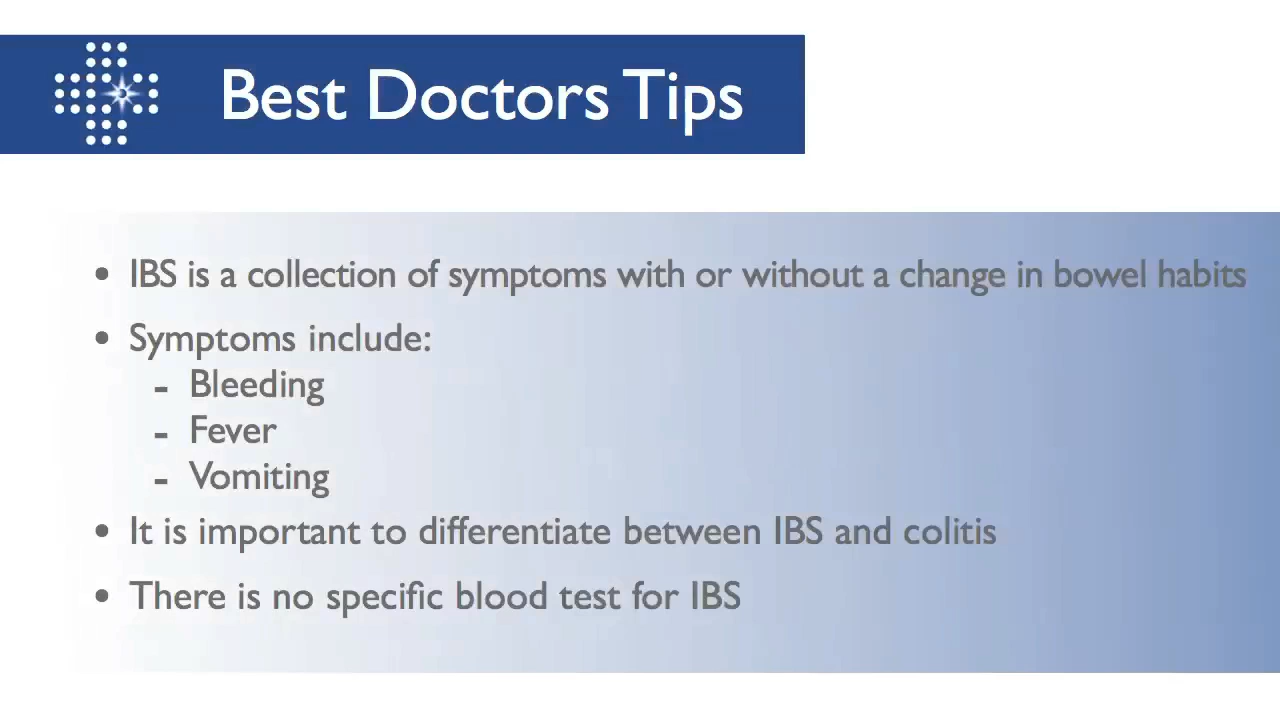 Best Doctors Tips
• IBS is a collection of symptoms with or without a change in bowel habits
• Symptoms include:
- Bleeding
- Fever
- Vomiting
• It is important to differentiate between IBS and colitis
• There is no specific blood test for IBS